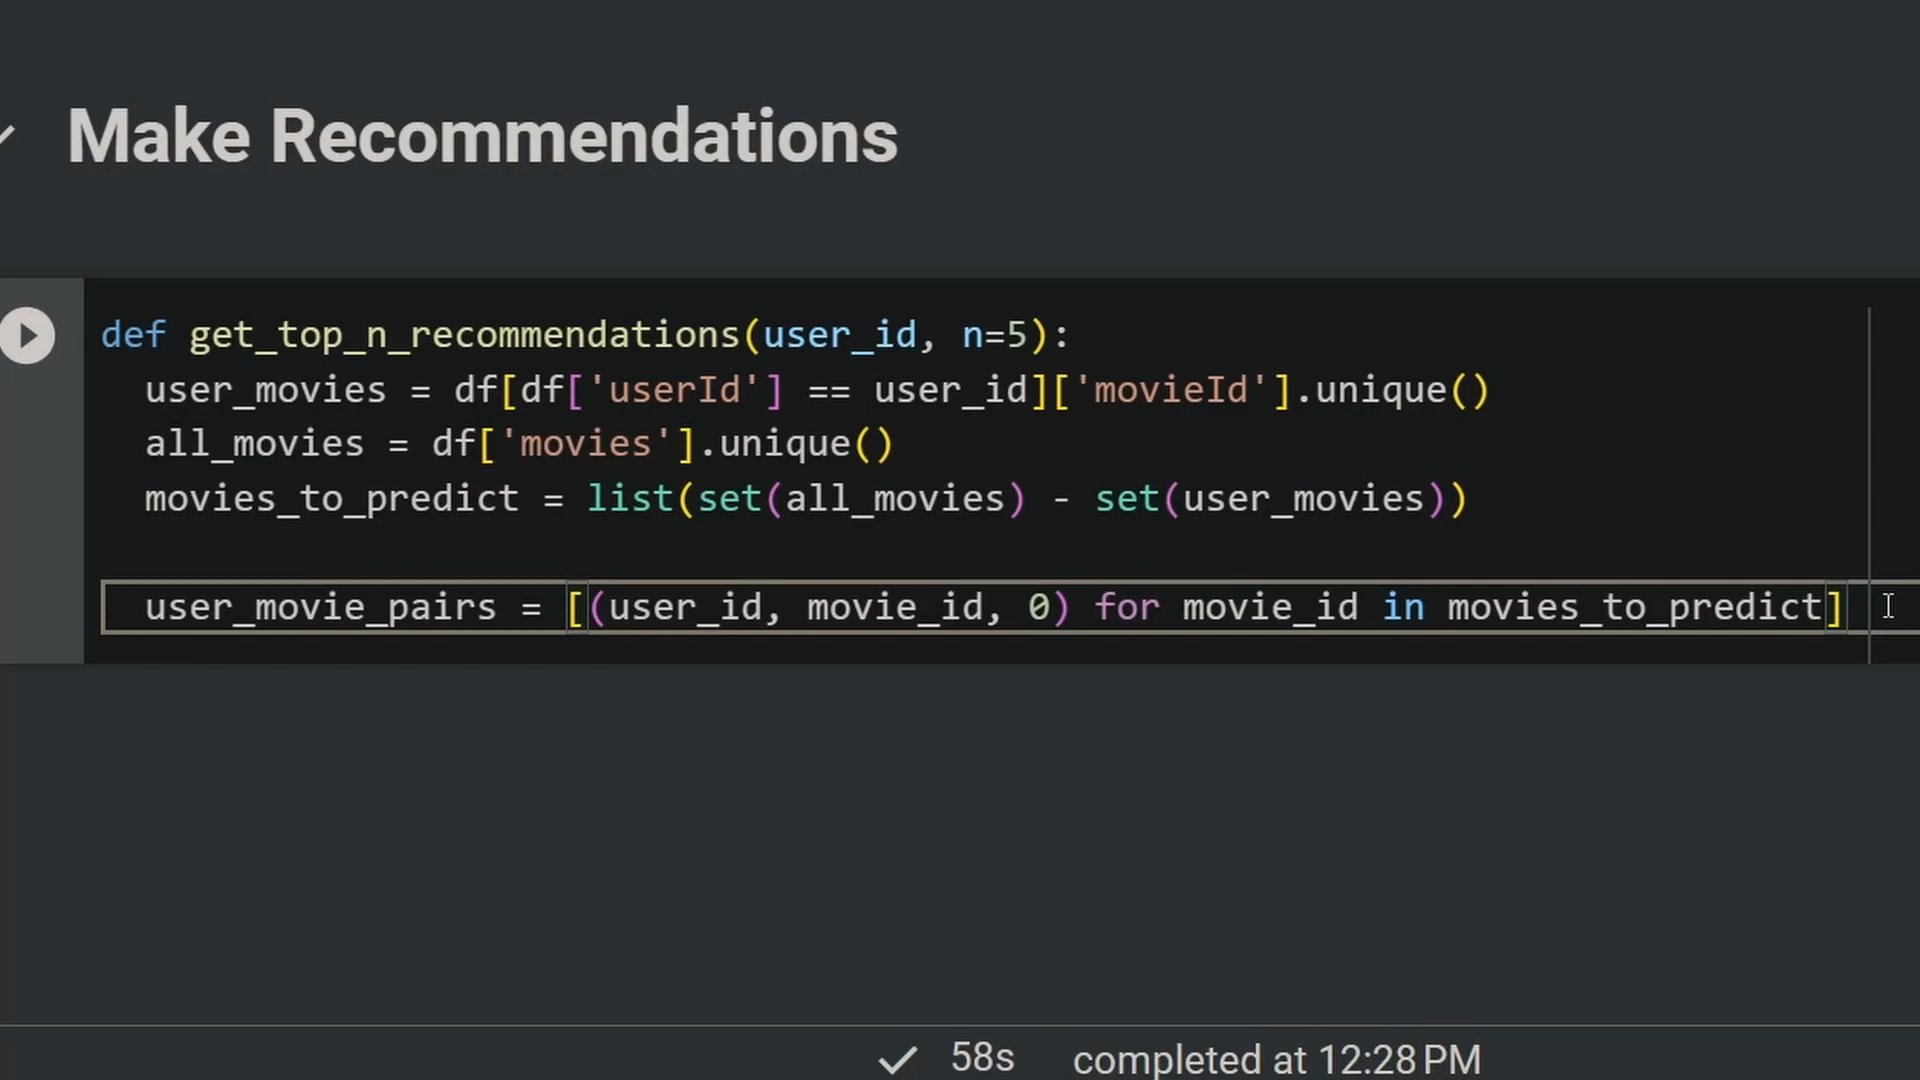 Make Recommendations
def get_top_n_recommendations(user_id, n=5):
  user_movies = df[df['userId'] == user_id]['movieId'].unique()
  all_movies = df['movies'].unique()
  movies_to_predict = list(set(all_movies) - set(user_movies))
  user_movie_pairs = [(user_id, movie_id, 0) for movie_id in movies_to_predict]
58s completed at 12:28 PM